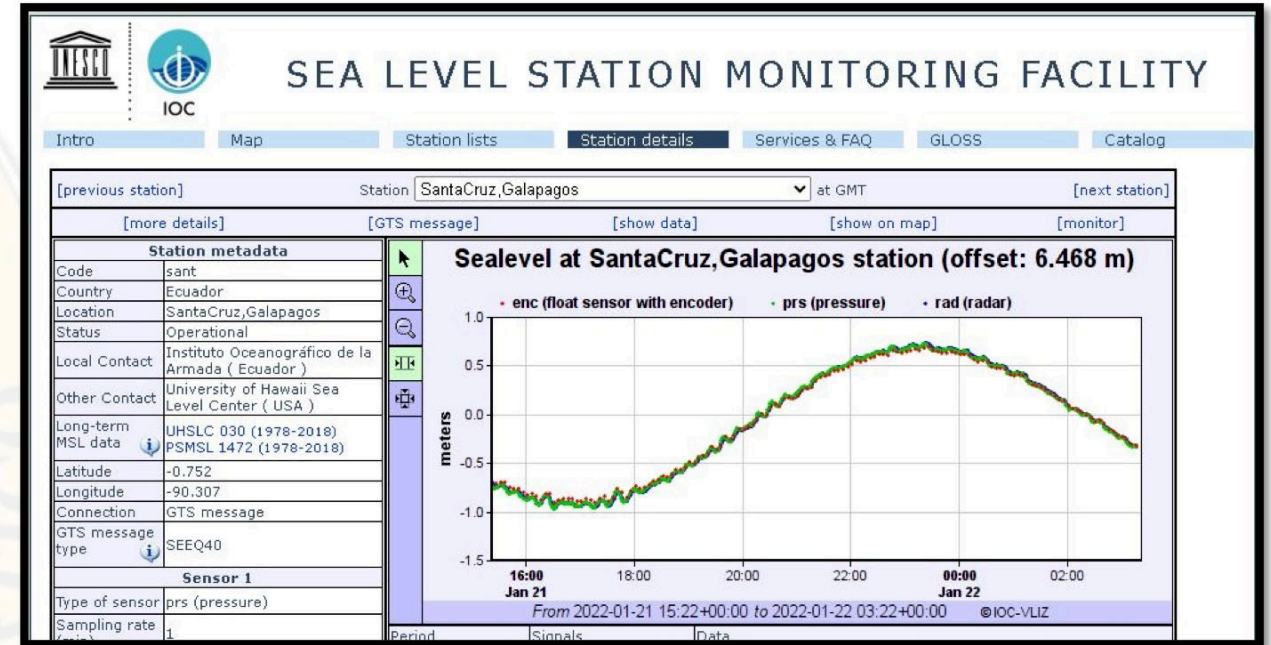 UNESCO
IOC
SEA LEVEL STATION MONITORING FACILITY
Intro Map Station lists Station details Services & FAQ GLOSS Catalog
[previous station] Station SantaCruz,Galapagos at GMT [next station]
[more details] [GTS message] [show data] [show on map] [monitor]
Station metadata
Code sant
Country Ecuador
Location SantaCruz,Galapagos
Status Operational
Local Contact Instituto Oceanográfico de la
Armada ( Ecuador )
Other Contact University of Hawaii Sea
Level Center ( USA )
Long-term
MSL data i UHSLC 030 (1978-2018)
PSMSL 1472 (1978-2018)
Latitude -0.752
Longitude -90.307
Connection GTS message
GTS message
type i SEEQ40
Sensor 1
Type of sensor prs (pressure)
Sampling rate
1
Sealevel at SantaCruz,Galapagos station (offset: 6.468 m)
enc (float sensor with encoder) prs (pressure) rad (radar)
1.0
0.5
0.0
-0.5
-1.0
-1.5
meters
16:00 18:00 20:00 22:00 00:00 02:00
Jan 21 Jan 22
From 2022-01-21 15:22+00:00 to 2022-01-22 03:22+00:00 ©IOC-VLIZ
Period Signals Data